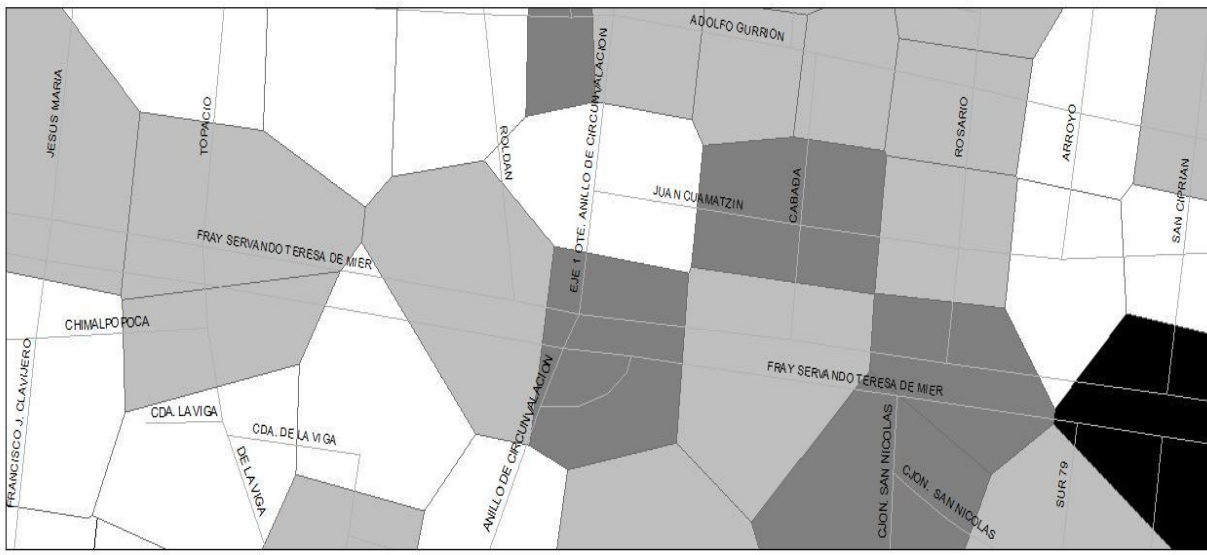 ADOLFO GURRION
JESUS MARIA
TOPACIO
ROLDAN
EJE 1 OTE. ANILLO DE CIRCUNVALACION
ROSARIO
ARROYO
JUAN CUAMATZIN
CABADA
SAN CIPRIAN
FRAY SERVANDO TERESA DE MIER
CHIMALPOPOCA
FRANCISCO J. CLAVIJERO
FRAY SERVANDO TERESA DE MIER
CDA. LA VIGA
CDA. DE LA VIGA
DE LA VIGA
ANILLO DE CIRCUNVALACION
CJON. SAN NICOLAS
CJON. SAN NICOLAS
SUR 79